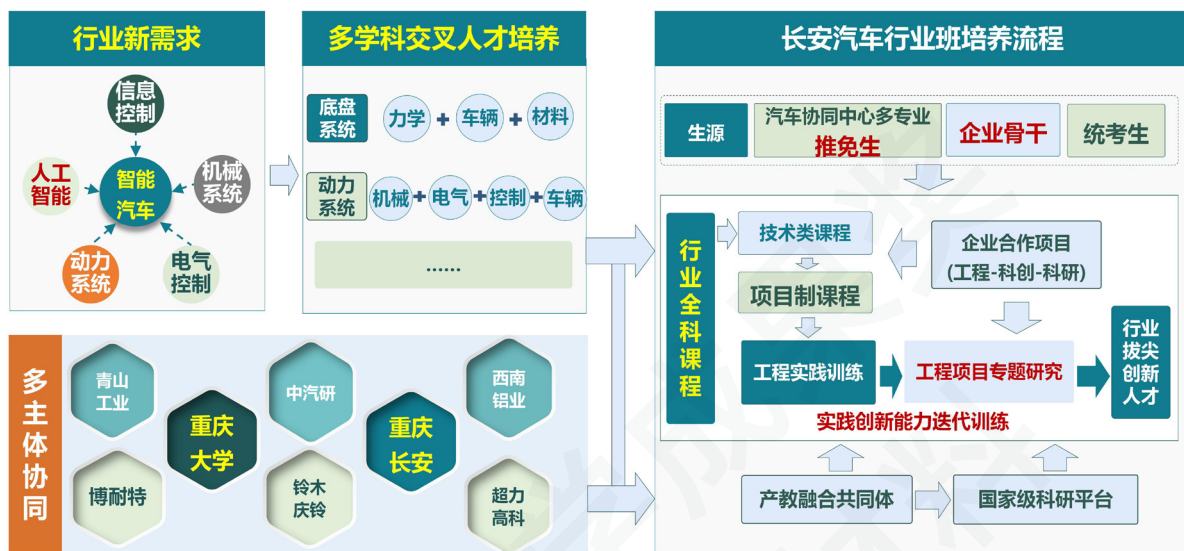 行业新需求
信息
控制
人工
智能
智能
汽车
机械
系统
动力
系统
电气
控制
多学科交叉人才培养
底盘
系统
力学 + 车辆 + 材料
动力
系统
机械 + 电气 + 控制 + 车辆
......
多主体协同
青山
工业
重庆
大学
中汽研
重庆
长安
西南
铝业
博耐特
铃木
庆铃
超力
高科
长安汽车行业班培养流程
生源
汽车协同中心多专业
推免生
企业骨干
统考生
行业全科课程
技术类课程
项目制课程
企业合作项目
(工程-科创-科研)
工程实践训练
工程项目专题研究
行业
拔尖
创新
人才
实践创新能力迭代训练
产教融合共同体
国家级科研平台